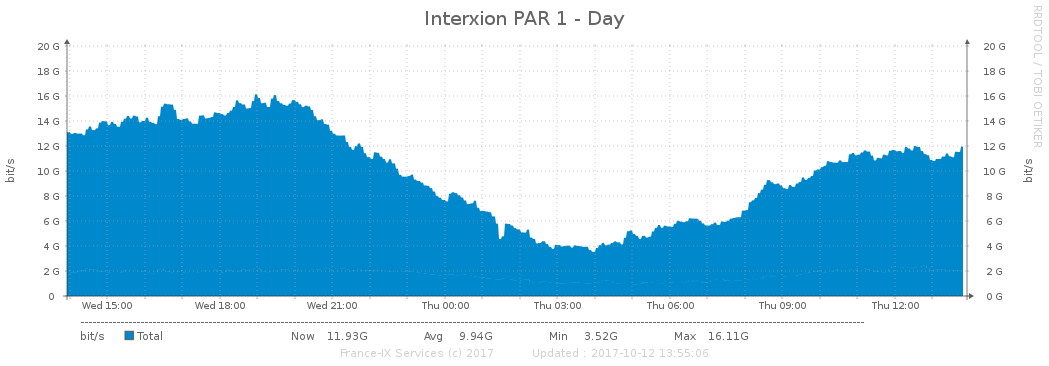 Interxion PAR 1 - Day
RRDTOOL / TOBI OETIKER
bit/s
20 G
18 G
16 G
14 G
12 G
10 G
8 G
6 G
4 G
2 G
0
20 G
18 G
16 G
14 G
12 G
10 G
8 G
6 G
4 G
2 G
0 G
bit/s
Wed 15:00 Wed 18:00 Wed 21:00 Thu 00:00 Thu 03:00 Thu 06:00 Thu 09:00 Thu 12:00
bit/s Total Now 11.93G Avg 9.94G Min 3.52G Max 16.11G
France-IX Services (c) 2017 Updated : 2017-10-12 13:55:06